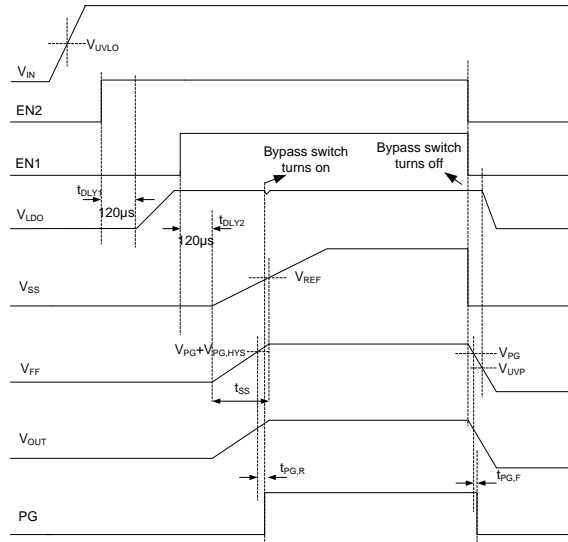 VUVLO
VIN
EN2
EN1
Bypass switch
turns on
Bypass switch
turns off
tDLY1
120µs
VLDO
tDLY2
120µs
VREF
VSS
VPG+VPG,HYS
VPG
VUVP
VFF
tSS
VOUT
tPG,R
tPG,F
PG